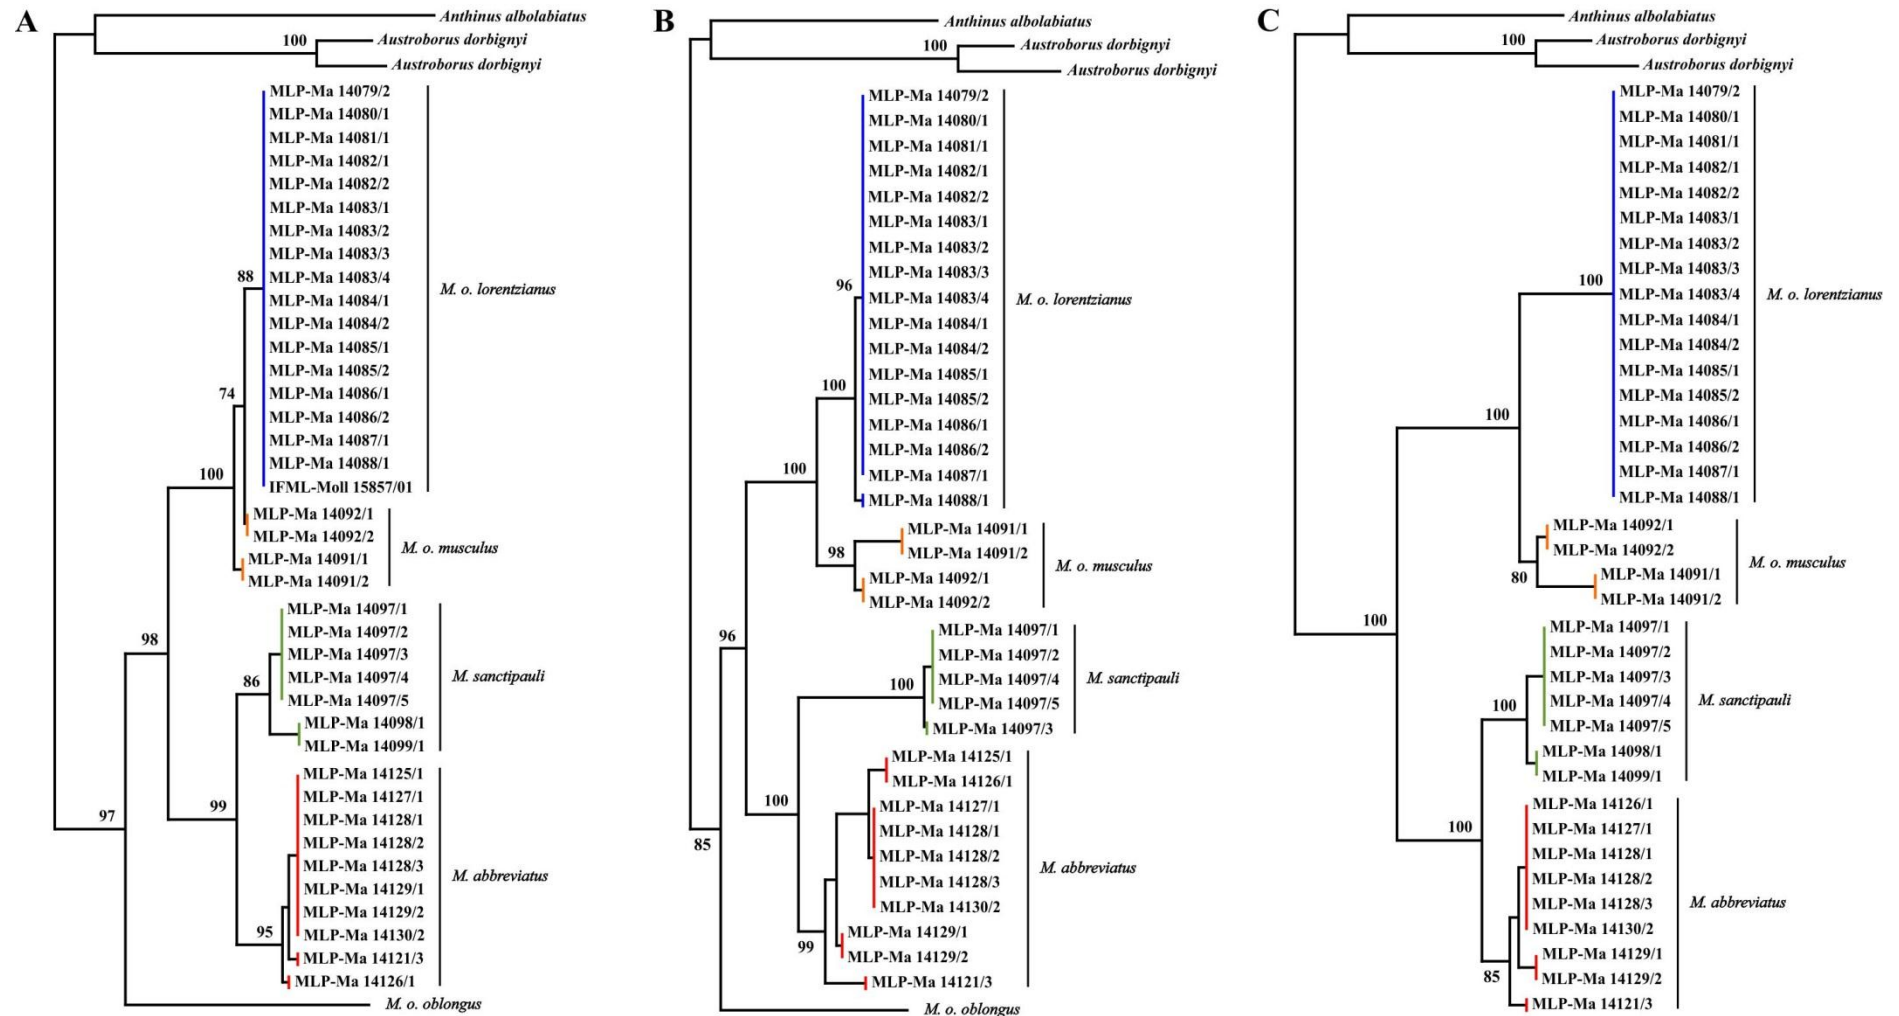 A
Anthinus albolabiatus
100
Austroborus dorbignyi
Austroborus dorbignyi
MLP-Ma 14079/2
MLP-Ma 14080/1
MLP-Ma 14081/1
MLP-Ma 14082/1
MLP-Ma 14082/2
MLP-Ma 14083/1
MLP-Ma 14083/2
MLP-Ma 14083/3
88
MLP-Ma 14083/4
M. o. lorentzianus
MLP-Ma 14084/1
MLP-Ma 14084/2
MLP-Ma 14085/1
MLP-Ma 14085/2
74
MLP-Ma 14086/1
MLP-Ma 14086/2
MLP-Ma 14087/1
MLP-Ma 14088/1
100
IFML-Moll 15857/01
MLP-Ma 14092/1
MLP-Ma 14092/2
M. o. musculus
MLP-Ma 14091/1
MLP-Ma 14091/2
MLP-Ma 14097/1
MLP-Ma 14097/2
98
MLP-Ma 14097/3
MLP-Ma 14097/4
M. sanctipauli
86
MLP-Ma 14097/5
MLP-Ma 14098/1
MLP-Ma 14099/1
MLP-Ma 14125/1
MLP-Ma 14127/1
99
97
MLP-Ma 14128/1
MLP-Ma 14128/2
MLP-Ma 14128/3
M. abbreviatus
MLP-Ma 14129/1
MLP-Ma 14129/2
95
MLP-Ma 14130/2
MLP-Ma 14121/3
MLP-Ma 14126/1
M. o. oblongus
B
Anthinus albolabiatus
100
Austroborus dorbignyi
Austroborus dorbignyi
MLP-Ma 14079/2
MLP-Ma 14080/1
MLP-Ma 14081/1
MLP-Ma 14082/1
MLP-Ma 14082/2
MLP-Ma 14083/1
MLP-Ma 14083/2
MLP-Ma 14083/3
96
MLP-Ma 14083/4
M. o. lorentzianus
MLP-Ma 14084/1
MLP-Ma 14084/2
MLP-Ma 14085/1
100
MLP-Ma 14085/2
MLP-Ma 14086/1
MLP-Ma 14086/2
100
MLP-Ma 14087/1
MLP-Ma 14088/1
MLP-Ma 14091/1
MLP-Ma 14091/2
98
M. o. musculus
MLP-Ma 14092/1
MLP-Ma 14092/2
96
MLP-Ma 14097/1
MLP-Ma 14097/2
100
MLP-Ma 14097/4
M. sanctipauli
MLP-Ma 14097/5
MLP-Ma 14097/3
MLP-Ma 14125/1
MLP-Ma 14126/1
100
MLP-Ma 14127/1
MLP-Ma 14128/1
85
MLP-Ma 14128/2
M. abbreviatus
MLP-Ma 14128/3
MLP-Ma 14130/2
MLP-Ma 14129/1
99
MLP-Ma 14129/2
MLP-Ma 14121/3
M. o. oblongus
C
Anthinus albolabiatus
100
Austroborus dorbignyi
Austroborus dorbignyi
MLP-Ma 14079/2
MLP-Ma 14080/1
MLP-Ma 14081/1
MLP-Ma 14082/1
MLP-Ma 14082/2
MLP-Ma 14083/1
MLP-Ma 14083/2
MLP-Ma 14083/3
100
MLP-Ma 14083/4
M. o. lorentzianus
MLP-Ma 14084/1
MLP-Ma 14084/2
MLP-Ma 14085/1
MLP-Ma 14085/2
100
MLP-Ma 14086/1
MLP-Ma 14086/2
MLP-Ma 14087/1
MLP-Ma 14088/1
MLP-Ma 14092/1
MLP-Ma 14092/2
M. o. musculus
80
MLP-Ma 14091/1
MLP-Ma 14091/2
100
MLP-Ma 14097/1
MLP-Ma 14097/2
MLP-Ma 14097/3
100
MLP-Ma 14097/4
M. sanctipauli
MLP-Ma 14097/5
MLP-Ma 14098/1
MLP-Ma 14099/1
MLP-Ma 14126/1
100
MLP-Ma 14127/1
MLP-Ma 14128/1
MLP-Ma 14128/2
MLP-Ma 14128/3
M. abbreviatus
MLP-Ma 14130/2
MLP-Ma 14129/1
85
MLP-Ma 14129/2
MLP-Ma 14121/3